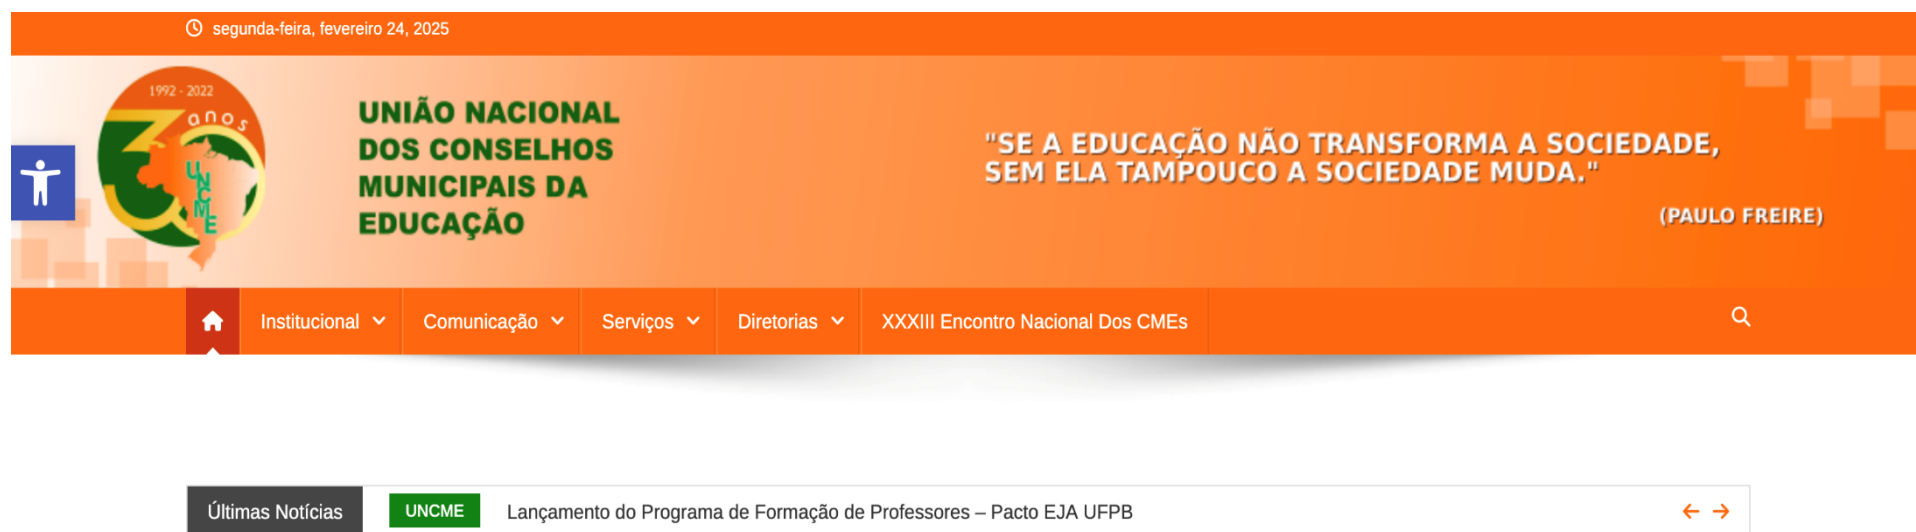 segunda-feira, fevereiro 24, 2025
1992 - 2022
30
anos
UNCME
UNIÃO NACIONAL
DOS CONSELHOS
MUNICIPAIS DA
EDUCAÇÃO
"SE A EDUCAÇÃO NÃO TRANSFORMA A SOCIEDADE,
SEM ELA TAMPOUCO A SOCIEDADE MUDA."
(PAULO FREIRE)
Institucional Comunicação Serviços Diretorias XXXIII Encontro Nacional Dos CMEs
Últimas Notícias UNCME Lançamento do Programa de Formação de Professores – Pacto EJA UFPB